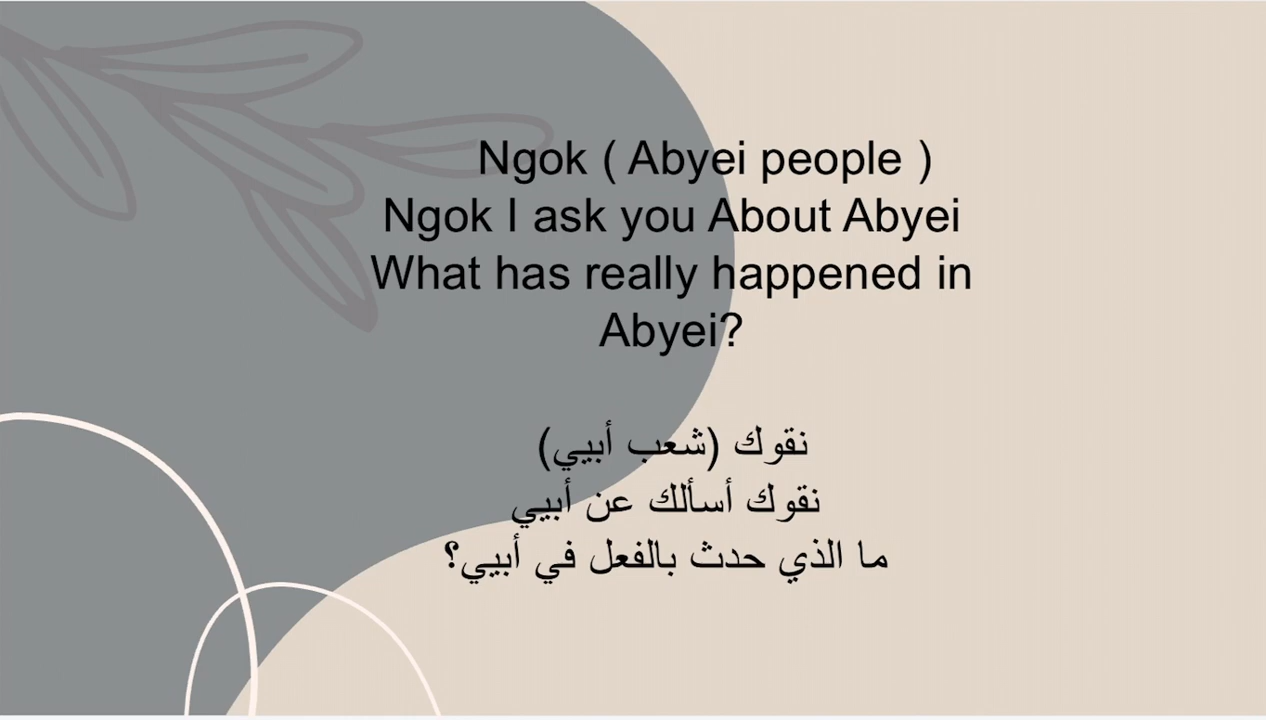 Ngok ( Abyei people )
Ngok I ask you About Abyei
What has really happened in
Abyei?
نقوك (شعب أبيي)
نقوك أسألك عن أبيي
ما الذي حدث بالفعل في أبيي؟